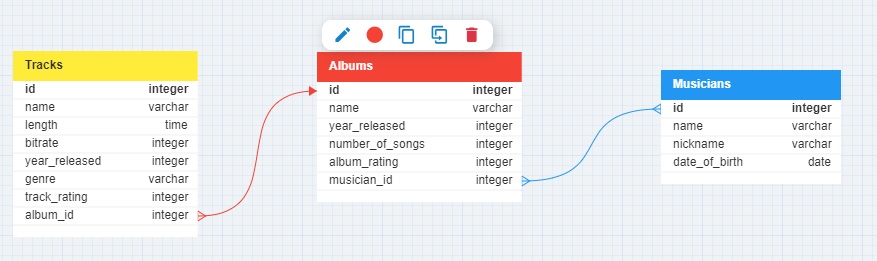 Tracks
id integer
name varchar
length time
bitrate integer
year_released integer
genre varchar
track_rating integer
album_id integer
Albums
id integer
name varchar
year_released integer
number_of_songs integer
album_rating integer
musician_id integer
Musicians
id integer
name varchar
nickname varchar
date_of_birth date